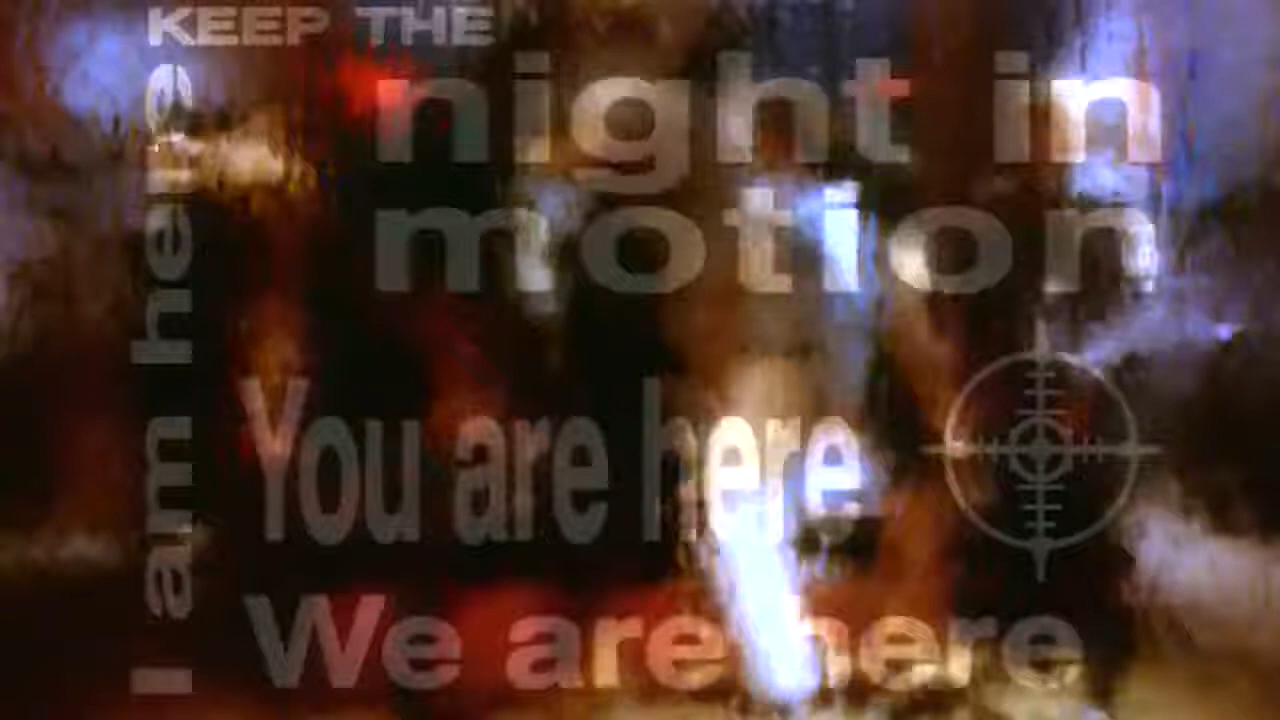 KEEP THE
night in
motion
I am here
You are here
We are here